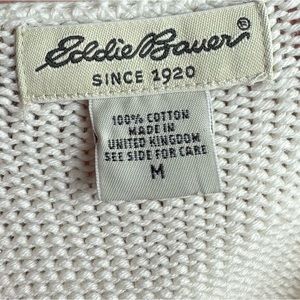 Eddie Bauer®
SINCE 1920
100% COTTON
MADE IN
UNITED KINGDOM
SEE SIDE FOR CARE
M